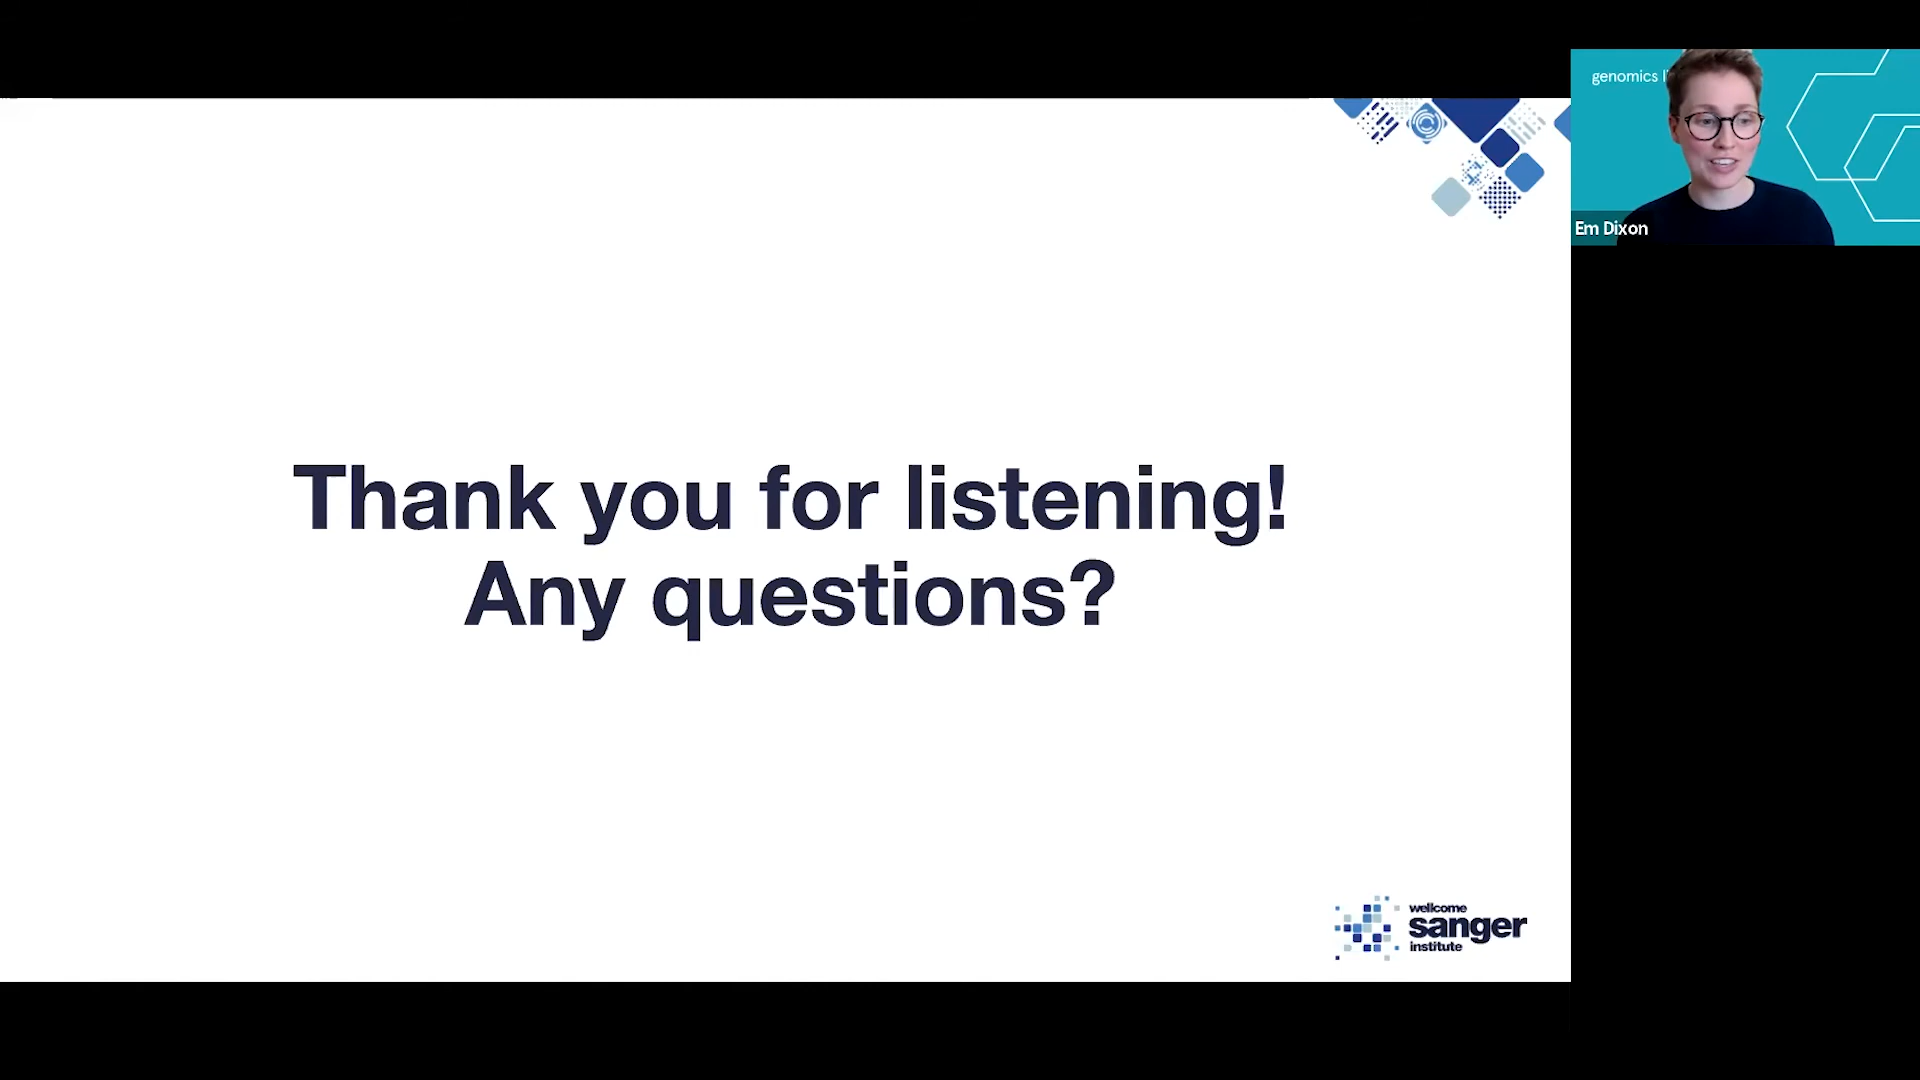 genomics
Em Dixon
Thank you for listening!
Any questions?
wellcome
sanger
institute